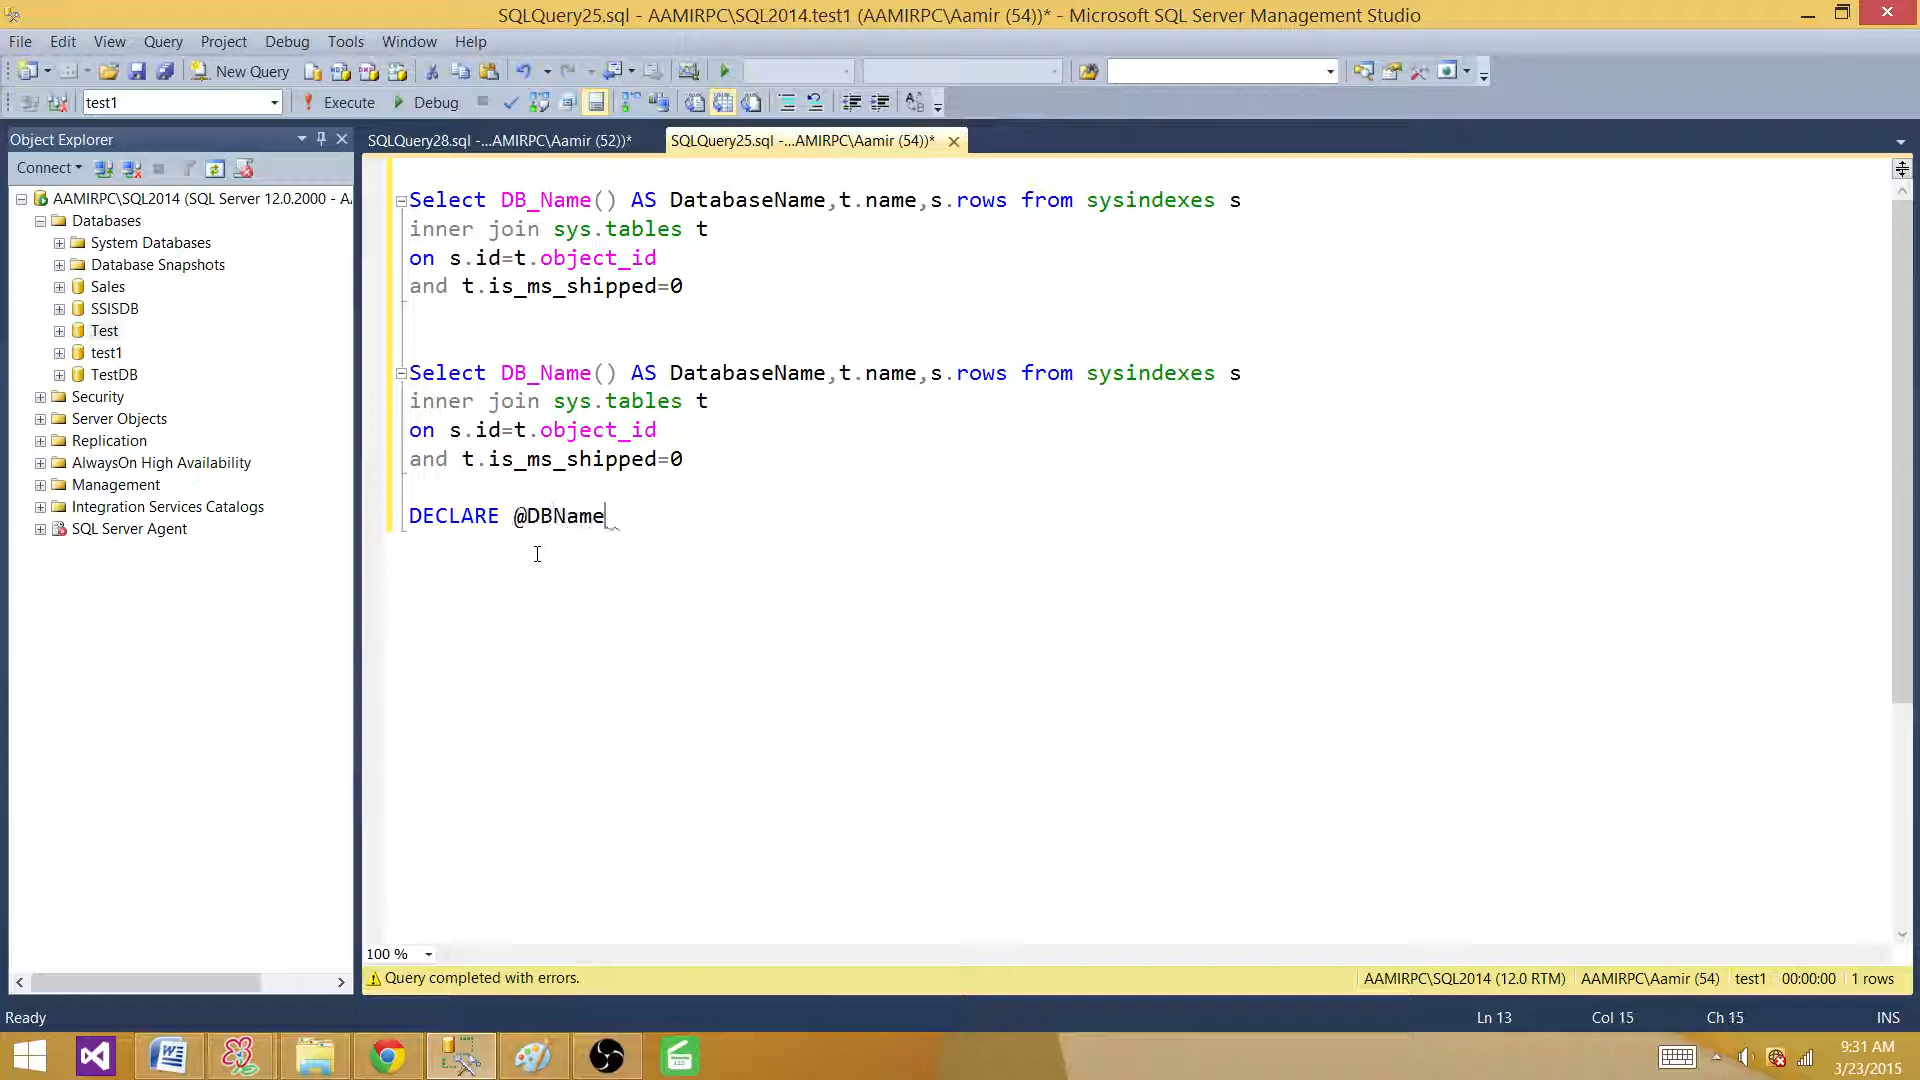 SQLQuery25.sql - AAMIRPC\SQL2014.test1 (AAMIRPC\Aamir (54))* - Microsoft SQL Server Management Studio
File Edit View Query Project Debug Tools Window Help
New Query
test1 Execute Debug
Object Explorer
Connect
AAMIRPC\SQL2014 (SQL Server 12.0.2000 - A
Databases
System Databases
Database Snapshots
Sales
SSISDB
Test
test1
TestDB
Security
Server Objects
Replication
AlwaysOn High Availability
Management
Integration Services Catalogs
SQL Server Agent
SQLQuery28.sql -...AMIRPC\Aamir (52))* SQLQuery25.sql -...AMIRPC\Aamir (54))*
Select DB_Name() AS DatabaseName,t.name,s.rows from sysindexes s
inner join sys.tables t
on s.id=t.object_id
and t.is_ms_shipped=0
Select DB_Name() AS DatabaseName,t.name,s.rows from sysindexes s
inner join sys.tables t
on s.id=t.object_id
and t.is_ms_shipped=0
DECLARE @DBName
100 %
Query completed with errors. AAMIRPC\SQL2014 (12.0 RTM) AAMIRPC\Aamir (54) test1 00:00:00 1 rows
Ready Ln 13 Col 15 Ch 15 INS
9:31 AM
3/23/2015